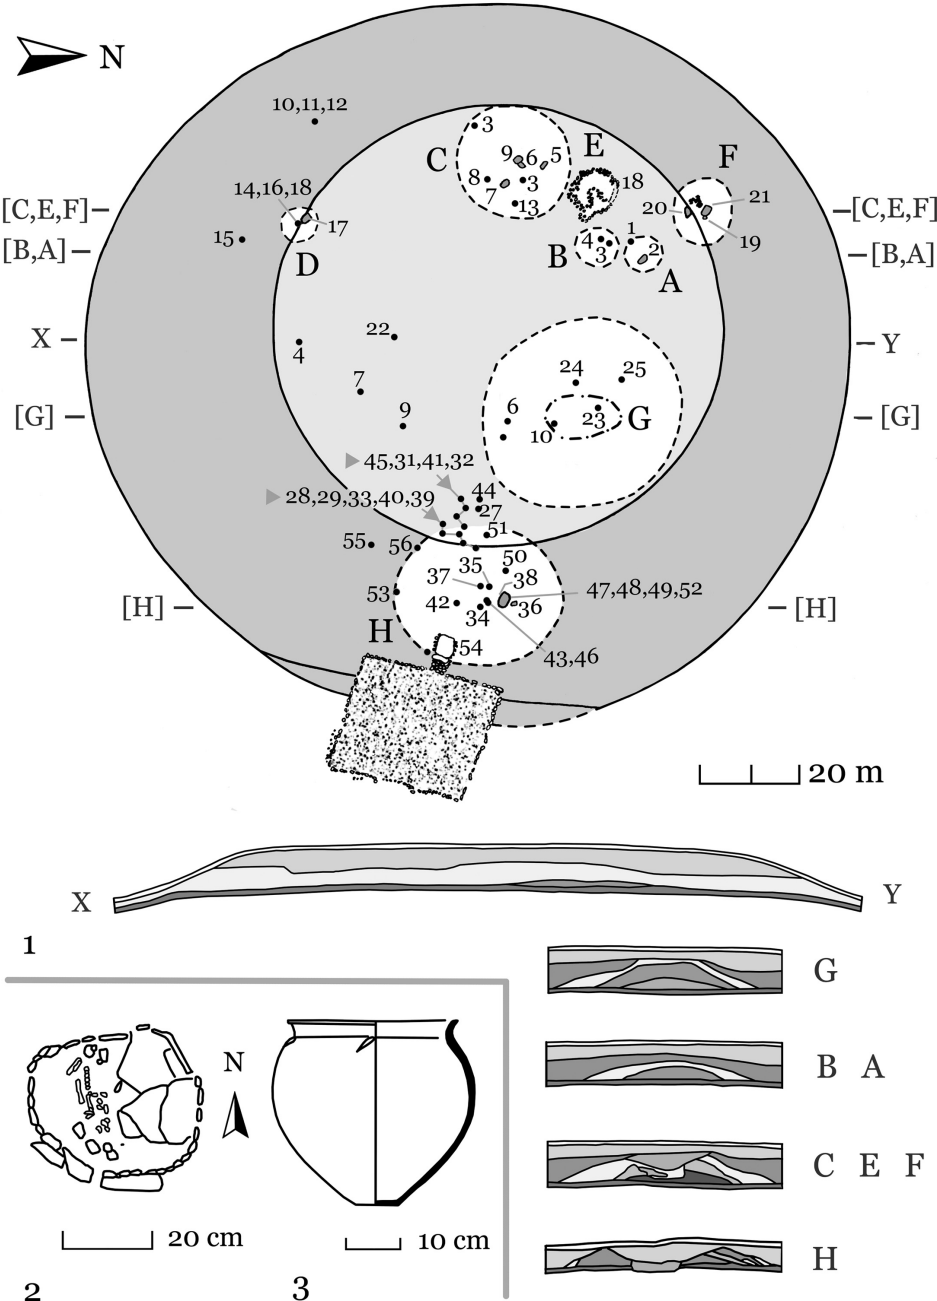 N
10,11,12
3
C
9
6
5
8
7
3
13
E
18
F
20
21
19
14,16,18
17
15
D
[C,E,F]
[B,A]
[C,E,F]
[B,A]
B
4
3
1
2
A
X
Y
22
4
7
9
[G]
[G]
24
25
6
23
10
G
45,31,41,32
28,29,33,40,39
44
27
51
55
56
50
35
37
38
53
42
34
36
47,48,49,52
43,46
[H]
[H]
H
54
20 m
X
Y
1
G
B A
C E F
H
N
20 cm
10 cm
2
3